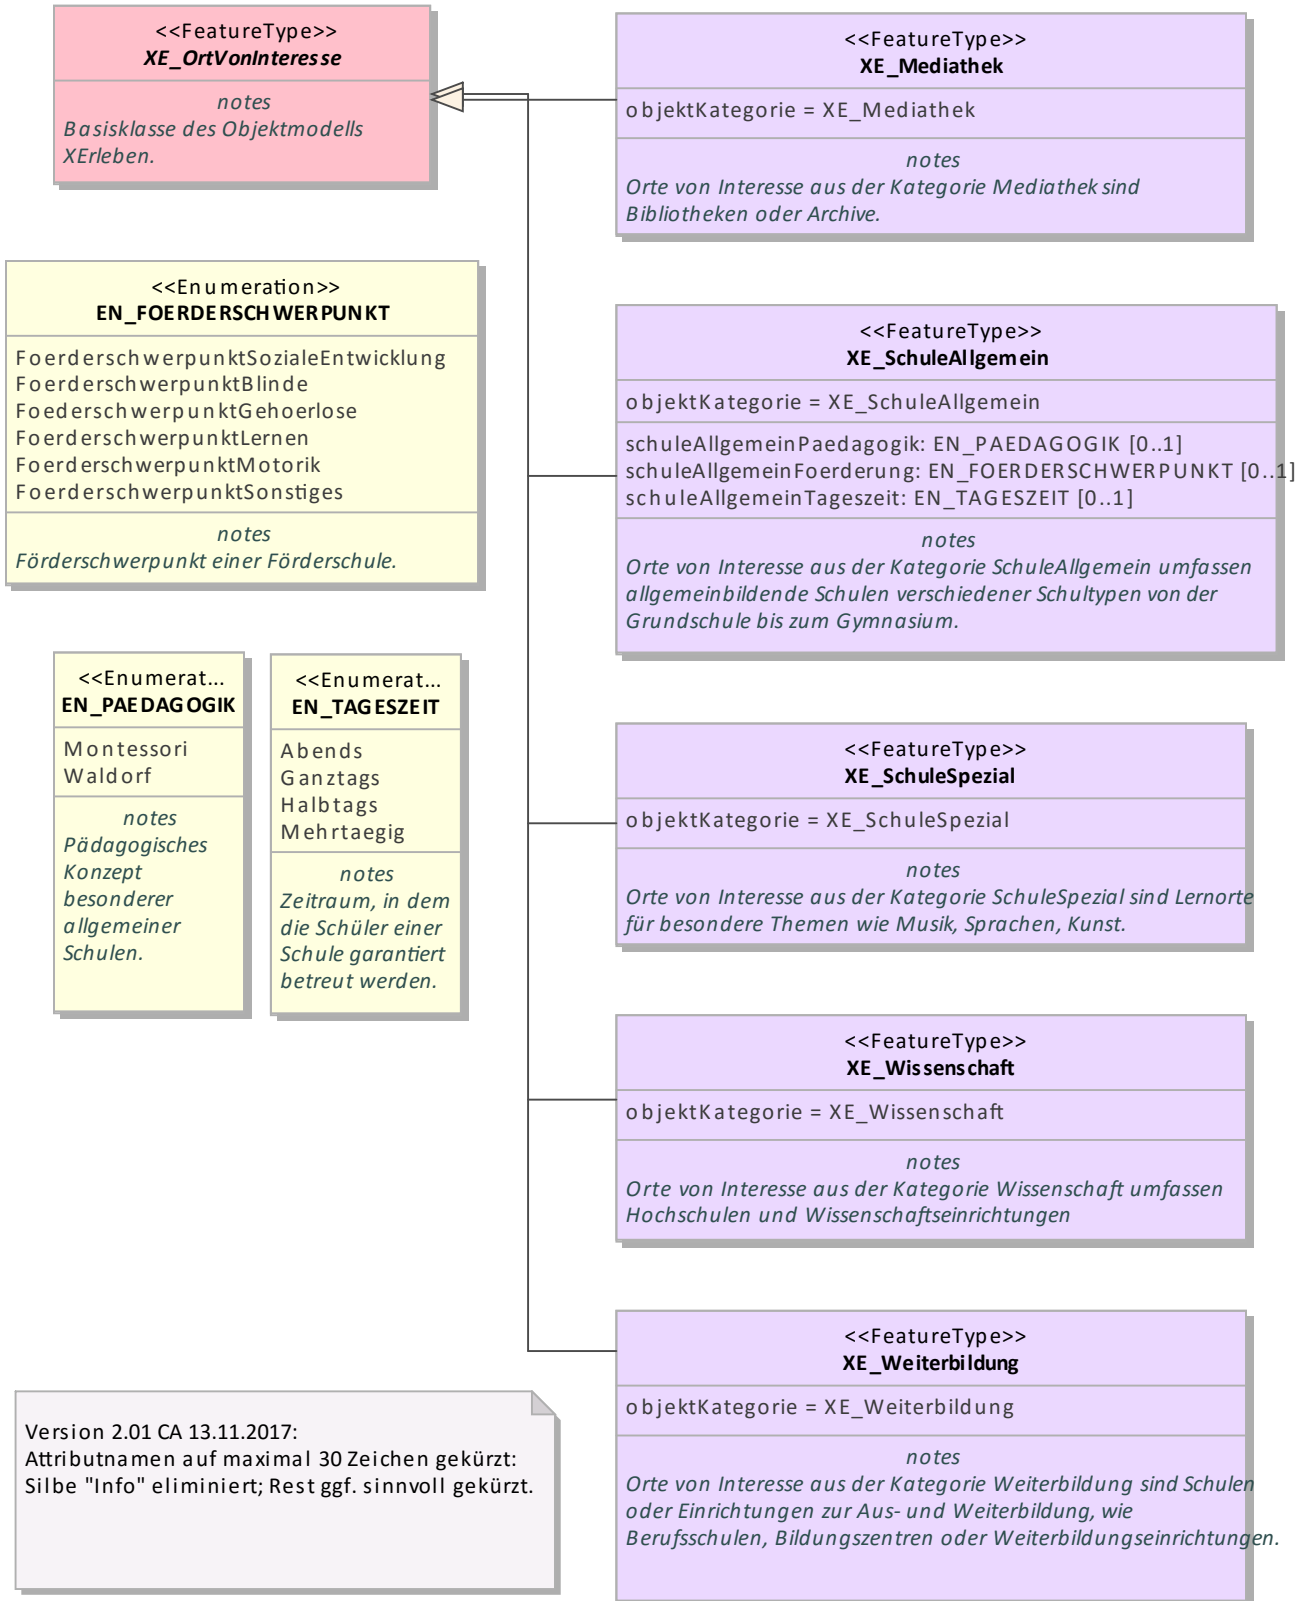 <<FeatureType>>
XE_OrtVonInteresse
notes
Basisklasse des Objektmodells
XErleben.
<<FeatureType>>
XE_Mediathek
objektKategorie = XE_Mediathek
notes
Orte von Interesse aus der Kategorie Mediathek sind
Bibliotheken oder Archive.
<<Enumeration>>
EN_FOERDERSCHWERPUNKT
FoerderschwerpunktSozialeEntwicklung
FoerderschwerpunktBlinde
FoederschwerpunktGehoerlose
FoerderschwerpunktLernen
FoerderschwerpunktMotorik
FoerderschwerpunktSonstiges
notes
Förderschwerpunkt einer Förderschule.
<<FeatureType>>
XE_SchuleAllgemein
objektKategorie = XE_SchuleAllgemein
schuleAllgemeinPaedagogik: EN_PAEDAGOGIK [0..1]
schuleAllgemeinFoerderung: EN_FOERDERSCHWERPUNKT [0..1]
schuleAllgemeinTageszeit: EN_TAGESZEIT [0..1]
notes
Orte von Interesse aus der Kategorie SchuleAllgemein umfassen
allgemeinbildende Schulen verschiedener Schultypen von der
Grundschule bis zum Gymnasium.
<<Enumerat...
EN_PAEDAGOGIK
Montessori
Waldorf
notes
Pädagogisches
Konzept
besonderer
allgemeiner
Schulen.
<<Enumerat...
EN_TAGESZEIT
Abends
Ganztags
Halbtags
Mehrtaegig
notes
Zeitraum, in dem
die Schüler einer
Schule garantiert
betreut werden.
<<FeatureType>>
XE_SchuleSpezial
objektKategorie = XE_SchuleSpezial
notes
Orte von Interesse aus der Kategorie SchuleSpezial sind Lernorte
für besondere Themen wie Musik, Sprachen, Kunst.
<<FeatureType>>
XE_Wissenschaft
objektKategorie = XE_Wissenschaft
notes
Orte von Interesse aus der Kategorie Wissenschaft umfassen
Hochschulen und Wissenschaftseinrichtungen
<<FeatureType>>
XE_Weiterbildung
objektKategorie = XE_Weiterbildung
notes
Orte von Interesse aus der Kategorie Weiterbildung sind Schulen
oder Einrichtungen zur Aus- und Weiterbildung, wie
Berufsschulen, Bildungszentren oder Weiterbildungseinrichtungen.
Version 2.01 CA 13.11.2017:
Attributnamen auf maximal 30 Zeichen gekürzt:
Silbe "Info" eliminiert; Rest ggf. sinnvoll gekürzt.